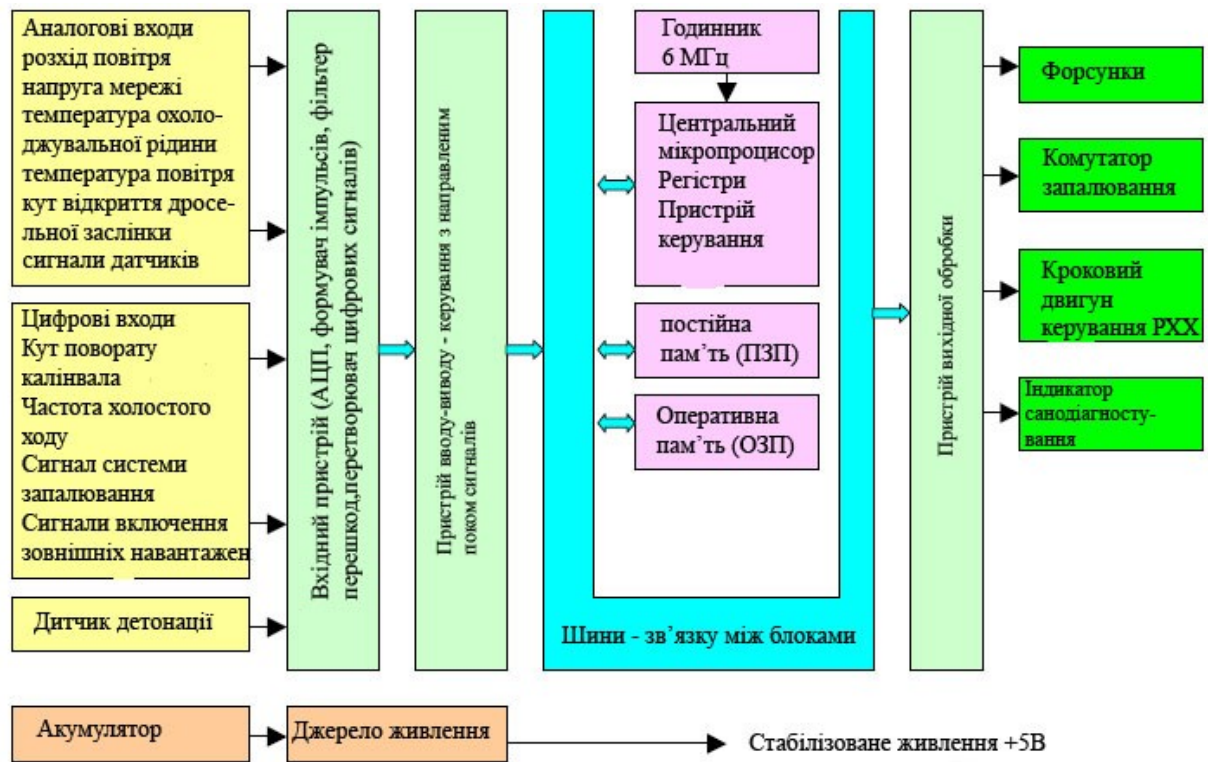 Аналогові входи
розхід повітря
напруга мережі
температура охоло-
джувальної рідини
температура повітря
кут відкриття дросе-
льної заслінки
сигнали датчиків
Цифрові входи
Кут поворату
калінвала
Частота холостого
ходу
Сигнал системи
запалювання
Сигнали включення
зовнішніх навантажен
Дитчик детонації
Вхідний пристрій (АЦП, формувач імпульсів, фільтер
перешкод,перетворювач цифрових сигналів)
Пристрій вводу-виводу - керування з направленим
поком сигналів
Годинник
6 МГц
Центральний
мікропроцисор
Регістри
Пристрій
керування
постійна
пам’ть (ПЗП)
Оперативна
пам’ть (ОЗП)
Шини - зв’язку між блоками
Пристрій вихідної обробки
Форсунки
Комутатор
запалювання
Кроковий
двигун
керування РХХ
Індикатор
санодіагносту-
вання
Акумулятор
Джерело живлення
Стабілізоване живлення +5В